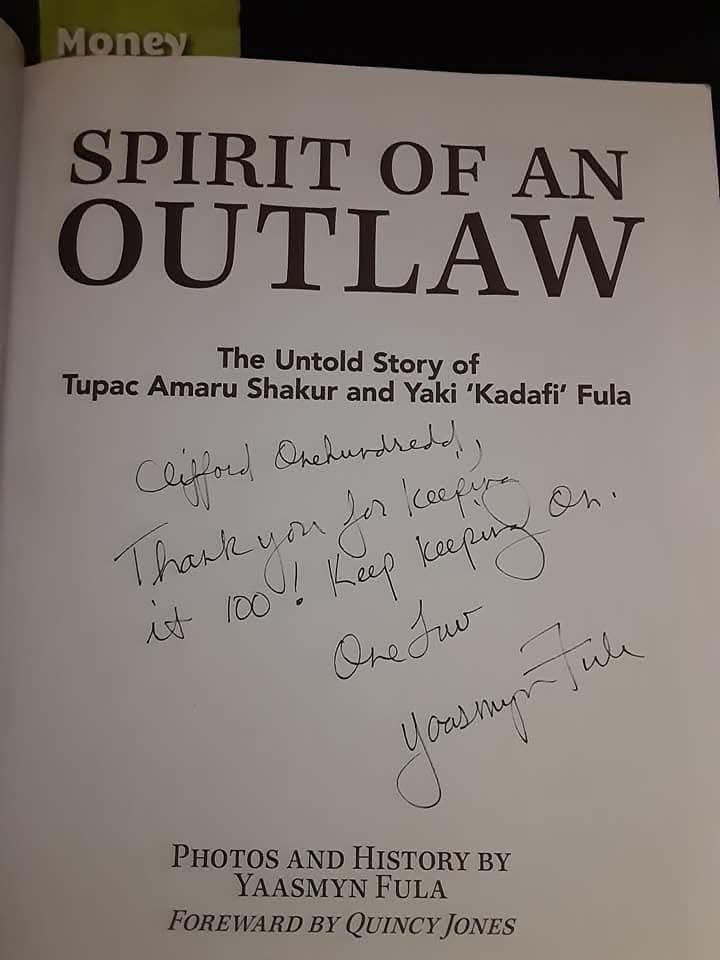 Money
SPIRIT OF AN
OUTLAW
The Untold Story of
Tupac Amaru Shakur and Yaki ‘Kadafi’ Fula
Clifford Onehundredd,
Thank you for keeping
it 100! Keep keeping On.
One Luv
Yaasmyn Fula
PHOTOS AND HISTORY BY
YAASMYN FULA
FOREWARD BY QUINCY JONES